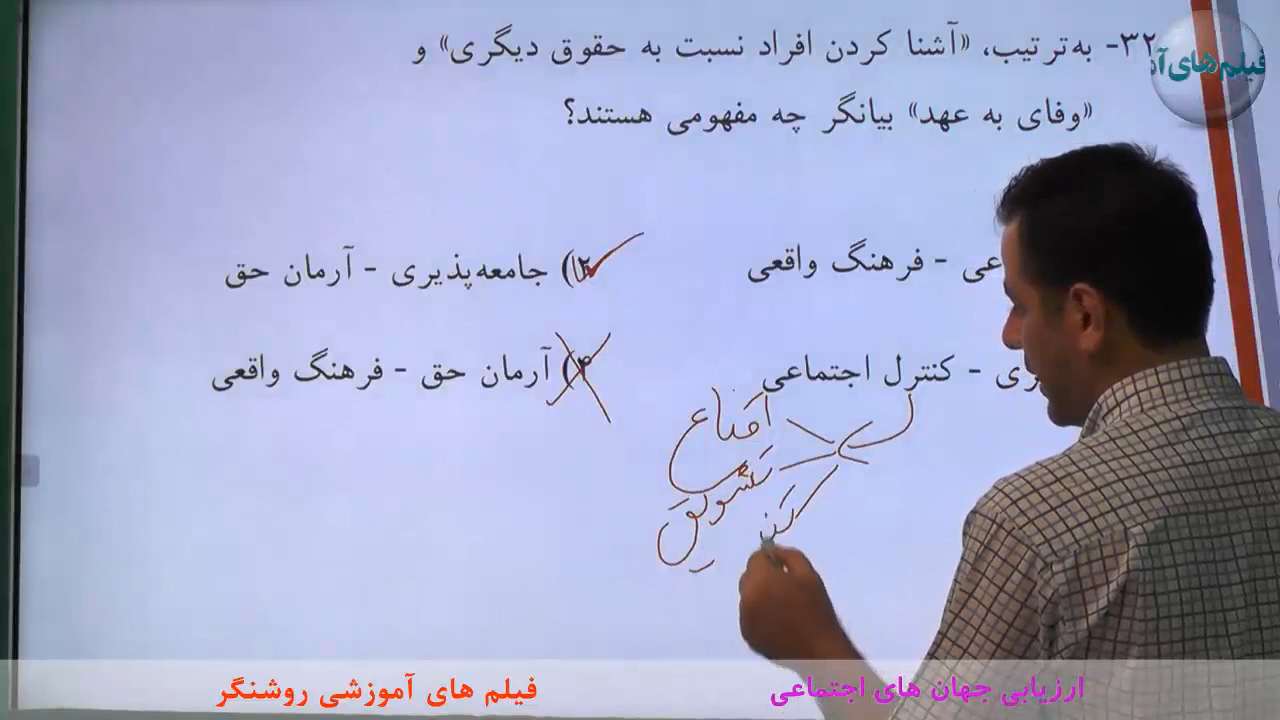 ۳۲- به‌ترتیب، «آشنا کردن افراد نسبت به حقوق دیگری» و
«وفای به عهد» بیانگر چه مفهومی هستند؟
- فرهنگ واقعی
۲) جامعه‌پذیری - آرمان حق
- کنترل اجتماعی
۴) آرمان حق - فرهنگ واقعی
اقناع
تشویق
فیلم های
ارزیابی جهان های اجتماعی
فیلم های آموزشی روشنگر